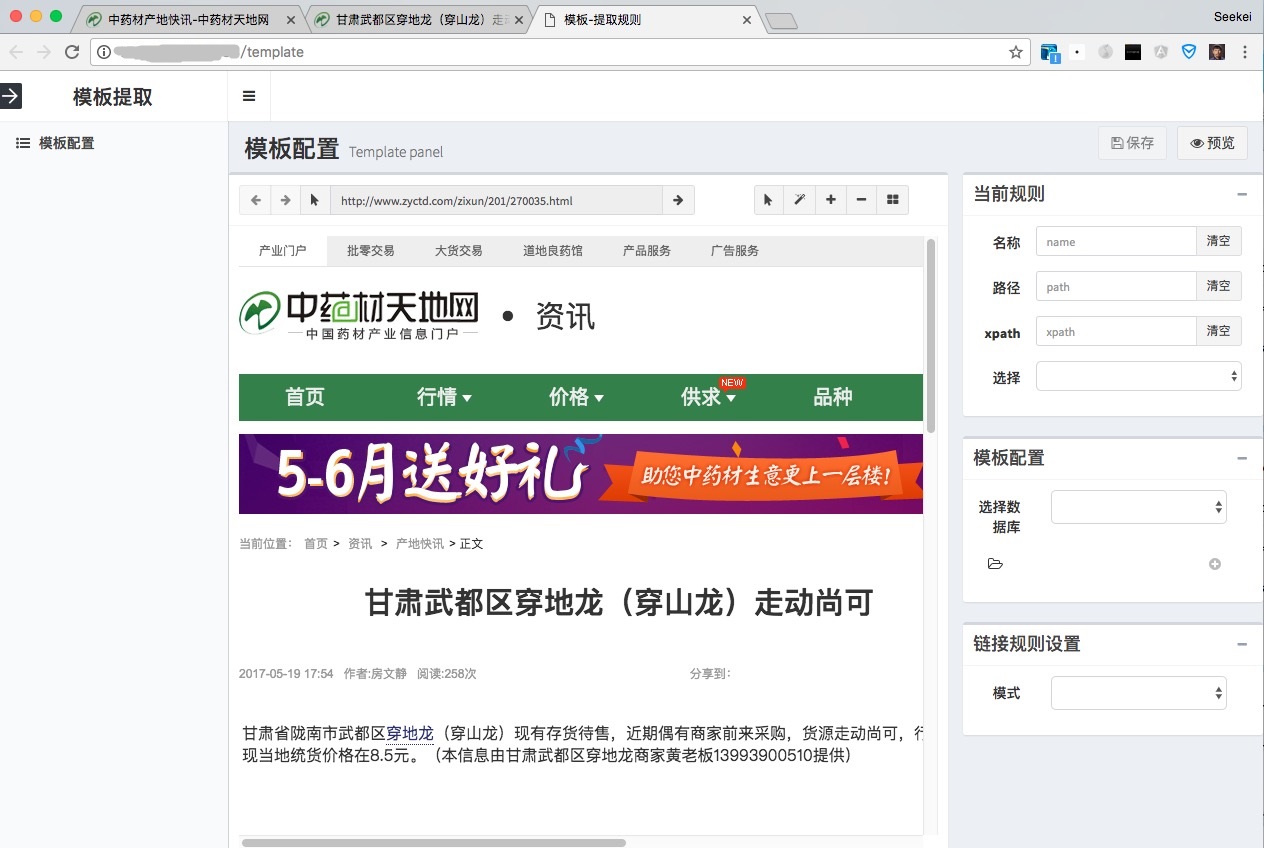 中药材产地快讯-中药材天地网
甘肃武都区穿地龙（穿山龙）走
模板-提取规则
Seekei
/template
模板提取
模板配置
模板配置 Template panel
保存
预览
http://www.zyctd.com/zixun/201/270035.html
产业门户 批零交易 大货交易 道地良药馆 产品服务 广告服务
中药材天地网
中国药材产业信息门户
• 资讯
首页 行情 价格 供求 NEW 品种
5-6月送好礼 助您中药材生意更上一层楼!
当前位置： 首页 > 资讯 > 产地快讯 > 正文
甘肃武都区穿地龙（穿山龙）走动尚可
2017-05-19 17:54 作者:房文静 阅读:258次 分享到：
甘肃省陇南市武都区穿地龙（穿山龙）现有存货待售，近期偶有商家前来采购，货源走动尚可，行
现当地统货价格在8.5元。（本信息由甘肃武都区穿地龙商家黄老板13993900510提供）
当前规则
名称 name 清空
路径 path 清空
xpath xpath 清空
选择
模板配置
选择数
据库
链接规则设置
模式